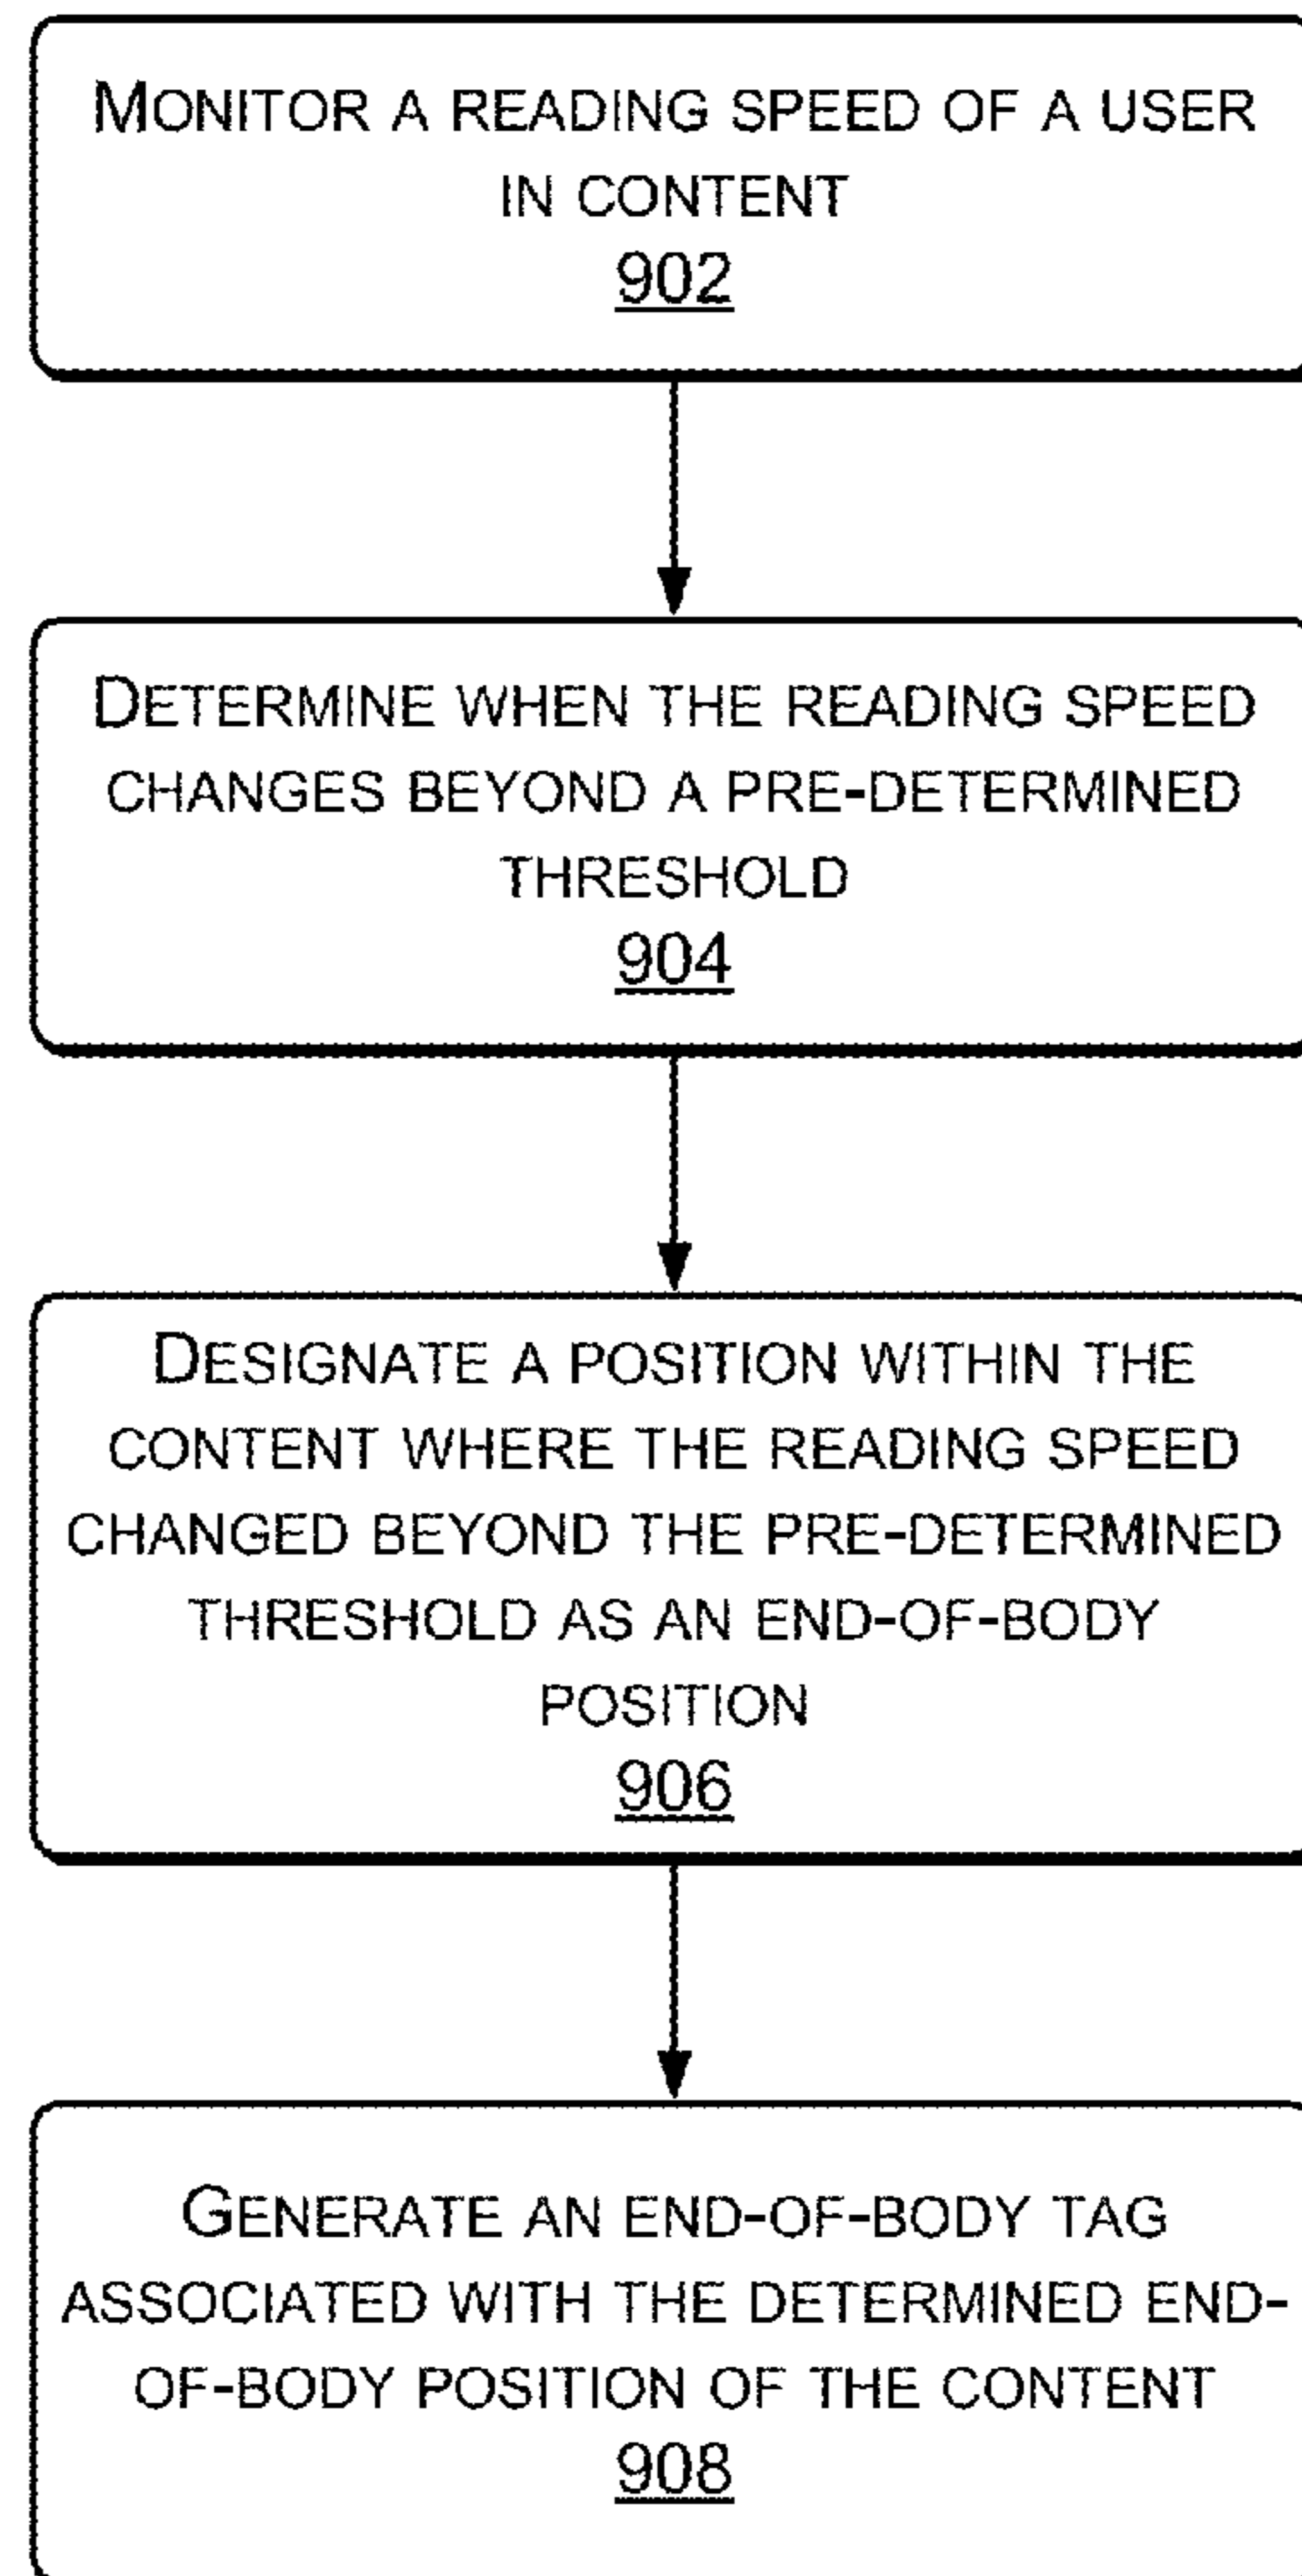 MONITOR A READING SPEED OF A USER
IN CONTENT
902
DETERMINE WHEN THE READING SPEED
CHANGES BEYOND A PRE-DETERMINED
THRESHOLD
904
DESIGNATE A POSITION WITHIN THE
CONTENT WHERE THE READING SPEED
CHANGED BEYOND THE PRE-DETERMINED
THRESHOLD AS AN END-OF-BODY
POSITION
906
GENERATE AN END-OF-BODY TAG
ASSOCIATED WITH THE DETERMINED END-
OF-BODY POSITION OF THE CONTENT
908